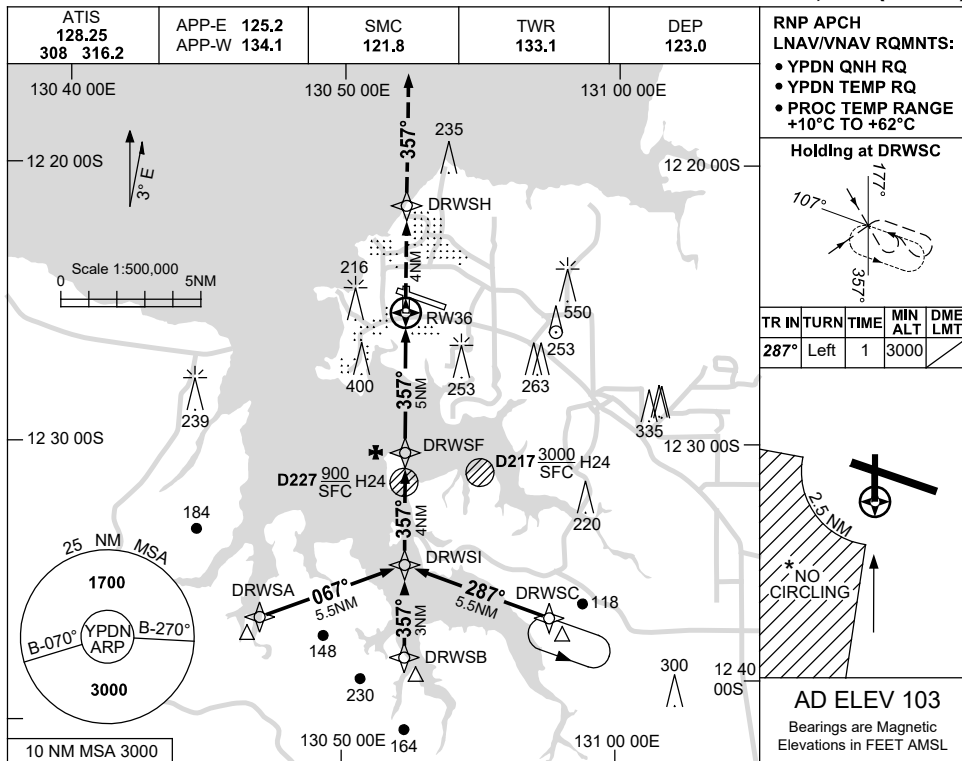 ATIS
128.25
308 316.2
APP-E 125.2
APP-W 134.1
SMC
121.8
TWR
133.1
DEP
123.0
RNP APCH
LNAV/VNAV RQMNTS:
• YPDN QNH RQ
• YPDN TEMP RQ
• PROC TEMP RANGE
+10°C TO +62°C
130 40 00E
130 50 00E
131 00 00E
12 20 00S
12 20 00S
3° E
357°
235
DRWSH
Scale 1:500,000
0
5NM
4NM
357°
216
RW36
550
253
400
253
263
239
335
357°
5NM
12 30 00S
12 30 00S
DRWSF
D227 900 SFC H24
D217 3000 SFC H24
220
184
357°
4NM
DRWSI
DRWSA
067°
5.5NM
287°
5.5NM
DRWSC
118
357°
3NM
148
DRWSB
230
300
12 40
00S
164
130 50 00E
131 00 00E
25 NM MSA
1700
YPDN
ARP
B-070°
B-270°
3000
10 NM MSA 3000
Holding at DRWSC
177°
107°
357°
TR IN TURN TIME MIN ALT DME LMT
287° Left 1 3000
2.5 NM
*NO
CIRCLING
AD ELEV 103
Bearings are Magnetic
Elevations in FEET AMSL